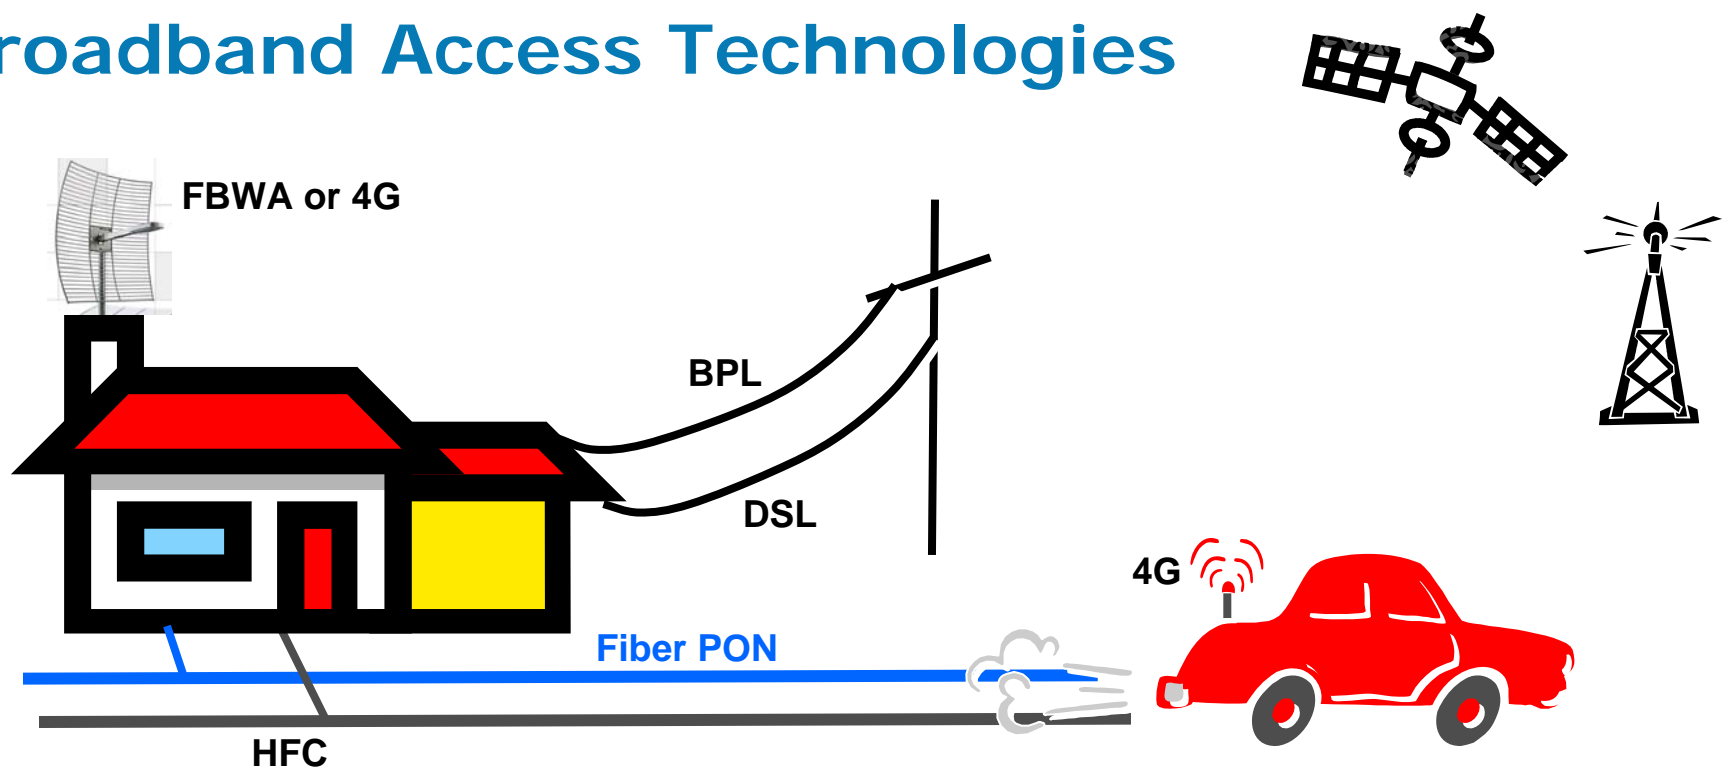 roadband Access Technologies
FBWA or 4G
BPL
DSL
4G
Fiber PON
HFC